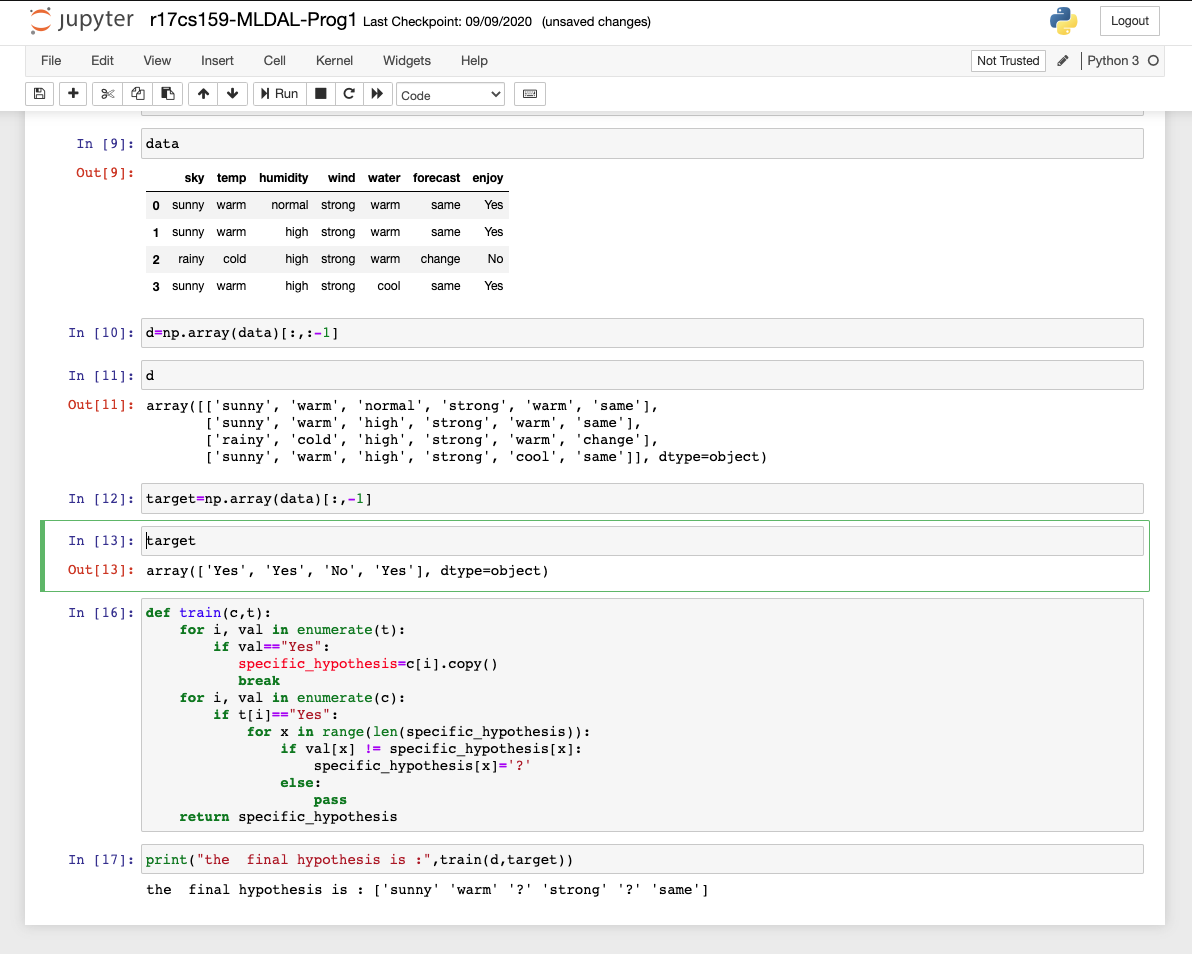 jupyter r17cs159-MLDAL-Prog1 Last Checkpoint: 09/09/2020 (unsaved changes) Logout
File Edit View Insert Cell Kernel Widgets Help Not Trusted Python 3
Run Code
In [9]: data
Out[9]:
sky temp humidity wind water forecast enjoy
0 sunny warm normal strong warm same Yes
1 sunny warm high strong warm same Yes
2 rainy cold high strong warm change No
3 sunny warm high strong cool same Yes
In [10]: d=np.array(data)[:,:-1]
In [11]: d
Out[11]: array([['sunny', 'warm', 'normal', 'strong', 'warm', 'same'],
['sunny', 'warm', 'high', 'strong', 'warm', 'same'],
['rainy', 'cold', 'high', 'strong', 'warm', 'change'],
['sunny', 'warm', 'high', 'strong', 'cool', 'same']], dtype=object)
In [12]: target=np.array(data)[:,-1]
In [13]: target
Out[13]: array(['Yes', 'Yes', 'No', 'Yes'], dtype=object)
In [16]: def train(c,t):
    for i, val in enumerate(t):
        if val=="Yes":
           specific_hypothesis=c[i].copy()
           break
    for i, val in enumerate(c):
        if t[i]=="Yes":
            for x in range(len(specific_hypothesis)):
                if val[x] != specific_hypothesis[x]:
                    specific_hypothesis[x]='?'
                else:
                    pass
    return specific_hypothesis
In [17]: print("the  final hypothesis is :",train(d,target))
the  final hypothesis is : ['sunny' 'warm' '?' 'strong' '?' 'same']